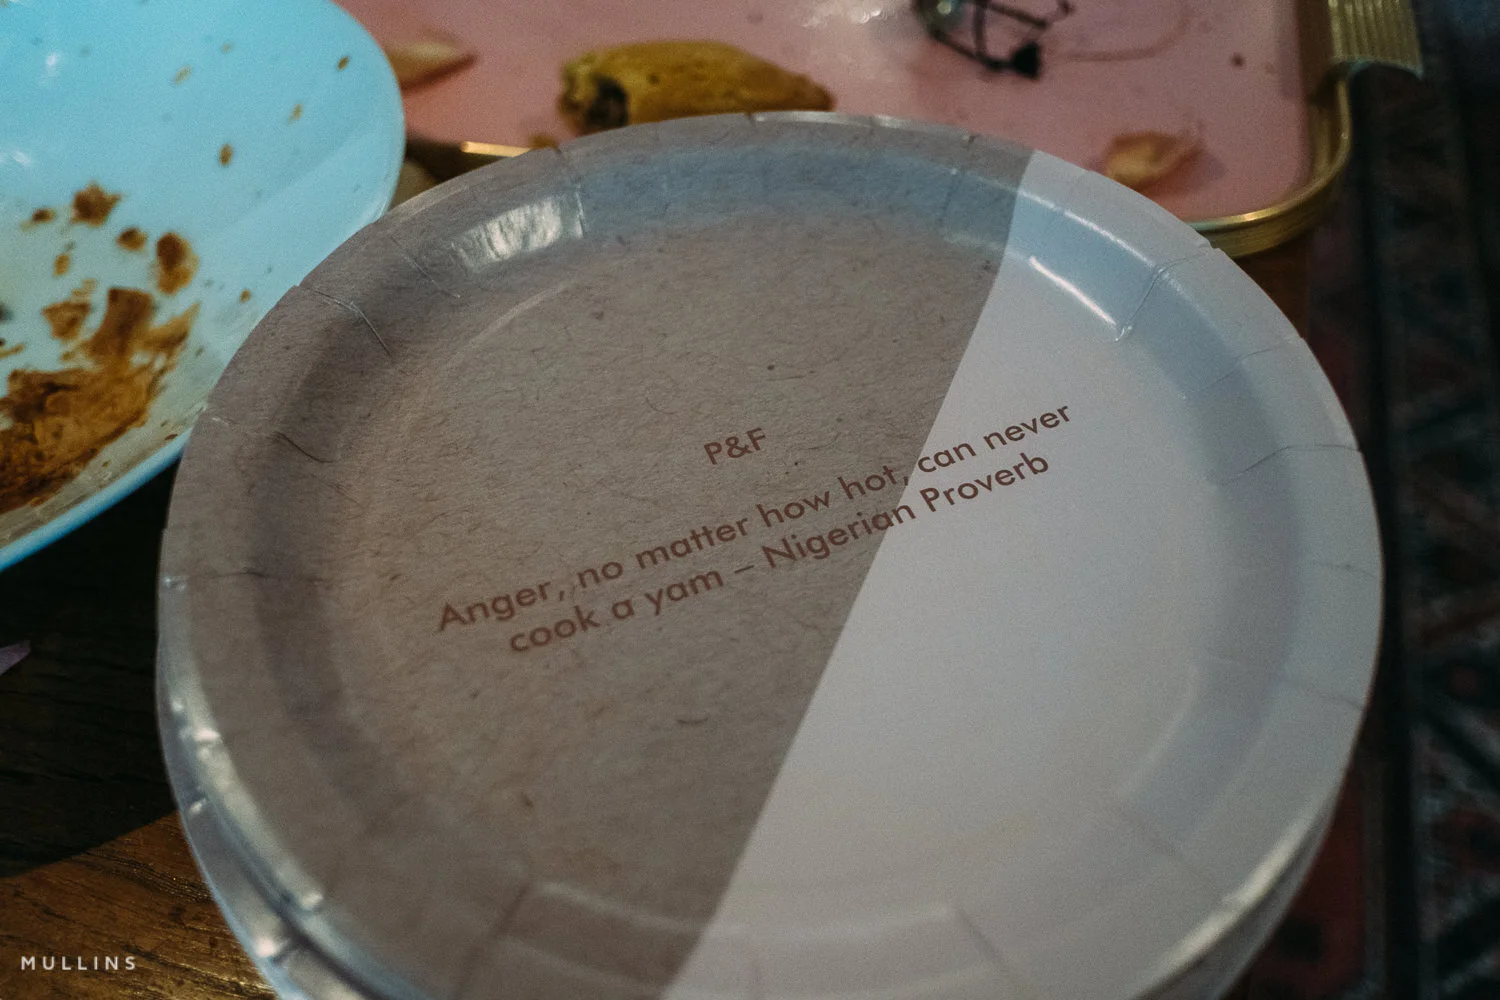 P&F
Anger, no matter how hot, can never
cook a yam – Nigerian Proverb
MULLINS